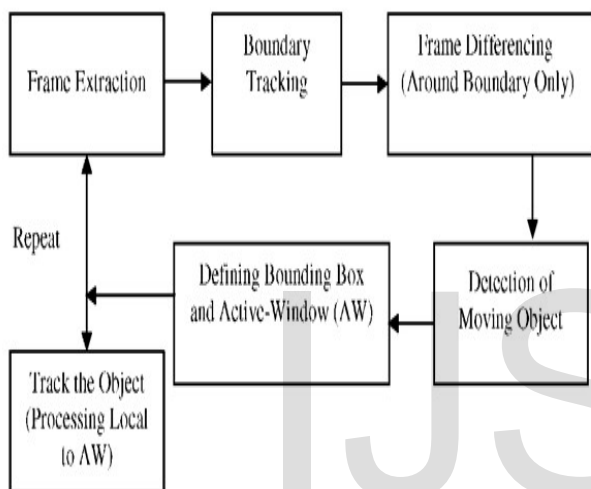 Frame Extraction
Boundary
Tracking
Frame Differencing
(Around Boundary Only)
Repeat
Defining Bounding Box
and Active-Window (AW)
Detection of
Moving Object
Track the Object
(Processing Local
to AW)
IJS